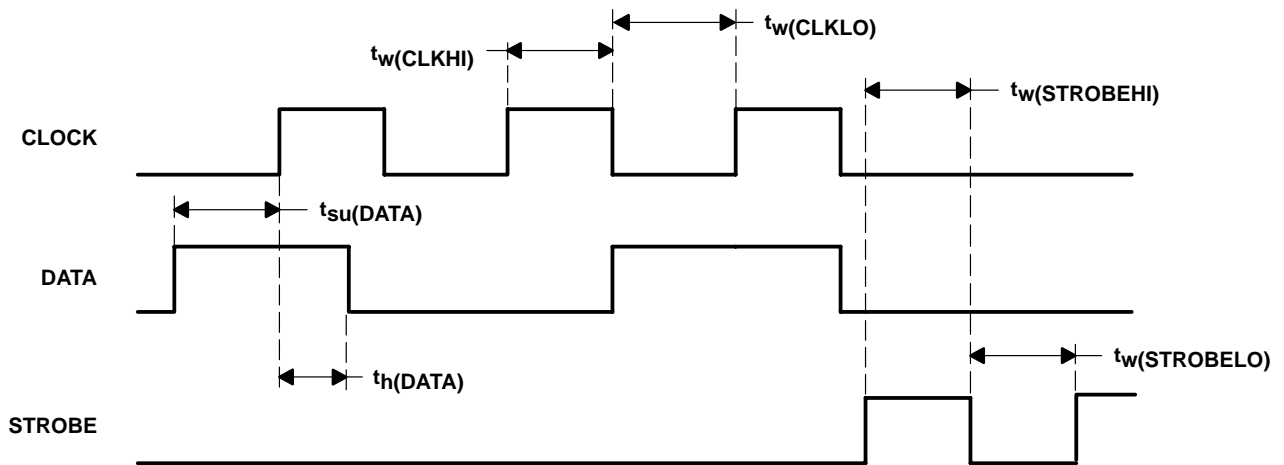 tw(CLKLO)
tw(CLKHI)
tw(STROBEHI)
CLOCK
tsu(DATA)
DATA
tw(STROBELO)
th(DATA)
STROBE